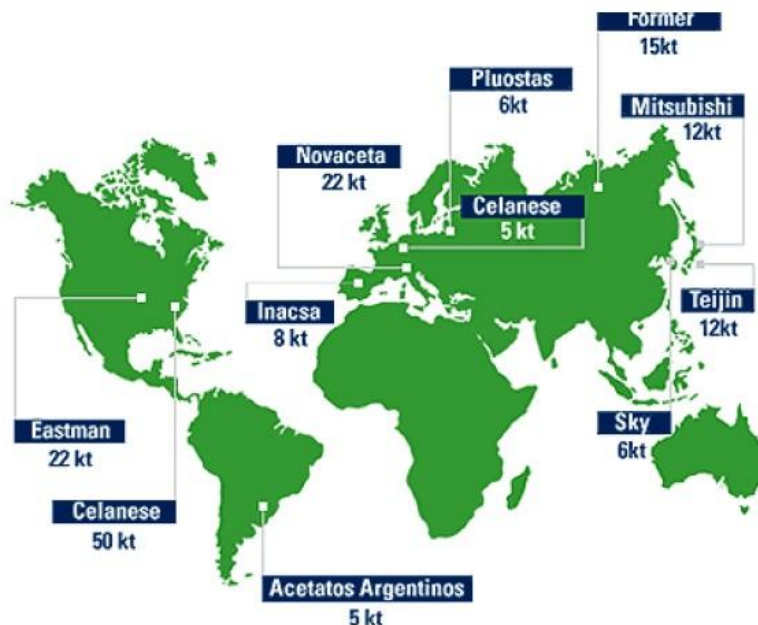 Former
15kt
Pluostas
6kt
Mitsubishi
12kt
Novaceta
22 kt
Celanese
5 kt
Inacsa
8 kt
Teijin
12kt
Eastman
22 kt
Sky
6kt
Celanese
50 kt
Acetatos Argentinos
5 kt